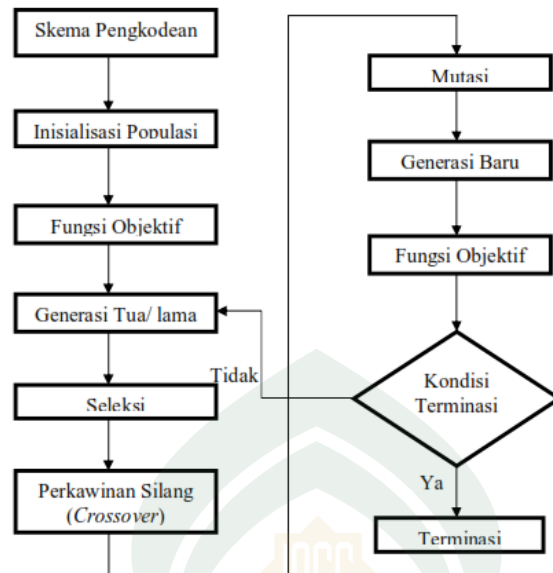 Skema Pengkodean
Inisialisasi Populasi
Fungsi Objektif
Generasi Tua/ lama
Seleksi
Perkawinan Silang
(Crossover)
Mutasi
Generasi Baru
Fungsi Objektif
Kondisi
Terminasi
Tidak
Ya
Terminasi